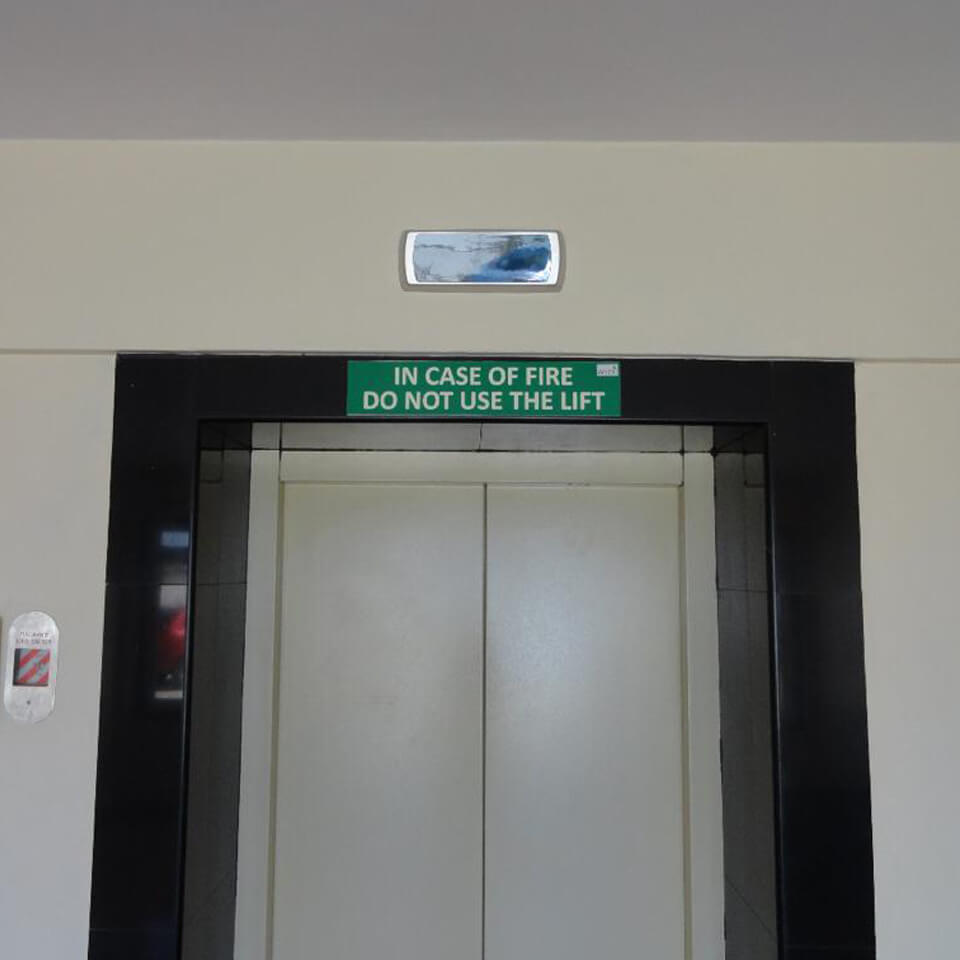 IN CASE OF FIRE
DO NOT USE THE LIFT